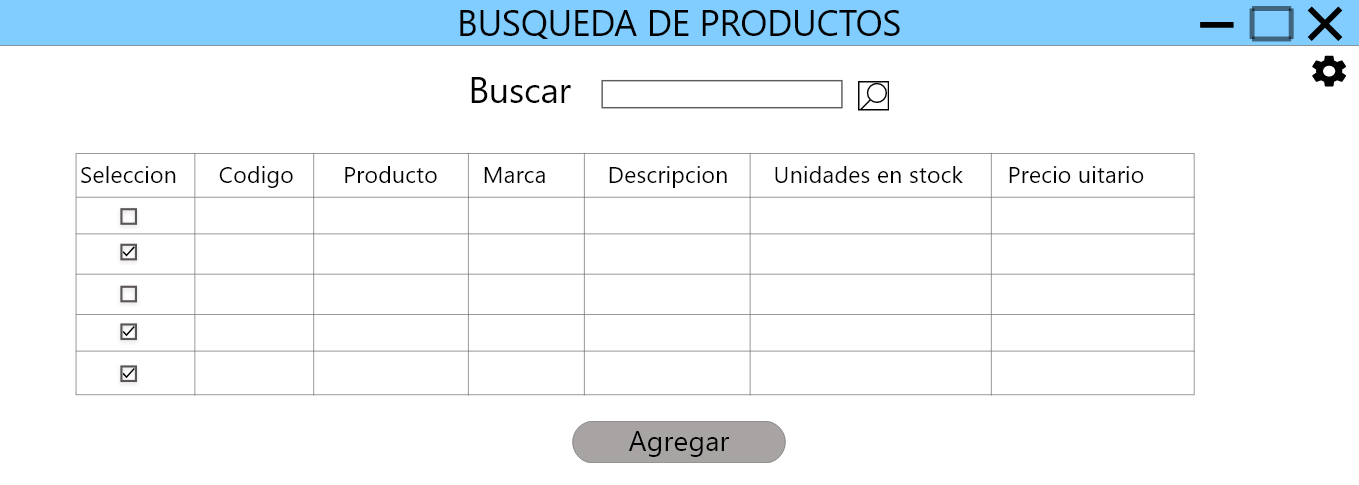 BUSQUEDA DE PRODUCTOS
Buscar
Seleccion Codigo Producto Marca Descripcion Unidades en stock Precio uitario
Agregar